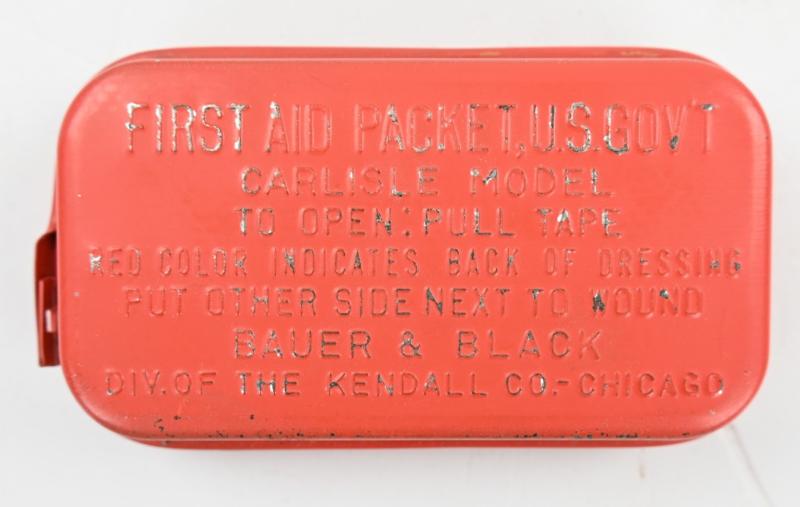 FIRST AID PACKET, U.S. GOV'T
CARLISLE MODEL
TO OPEN: PULL TAPE
RED COLOR INDICATES BACK OF DRESSING
PUT OTHER SIDE NEXT TO WOUND
BAUER & BLACK
DIV. OF THE KENDALL CO.-CHICAGO